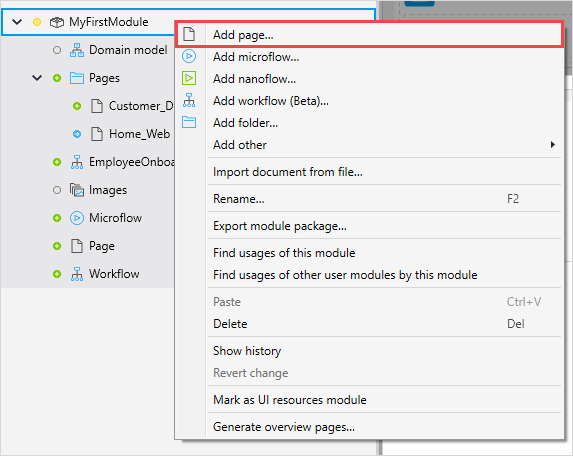 MyFirstModule
Domain model
Pages
Customer_D
Home_Web
EmployeeOnboa
Images
Microflow
Page
Workflow
Add page...
Add microflow...
Add nanoflow...
Add workflow (Beta)...
Add folder...
Add other
Import document from file...
Rename... F2
Export module package...
Find usages of this module
Find usages of other user modules by this module
Paste Ctrl+V
Delete Del
Show history
Revert change
Mark as UI resources module
Generate overview pages...